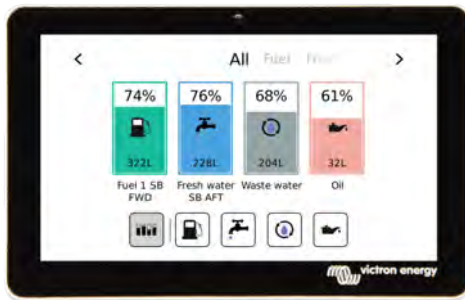 < All Fuel >
74% 76% 68% 61%
322L 228L 204L 32L
Fuel 1 SB Fresh water Waste water Oil
FWD SB AFT
victron energy